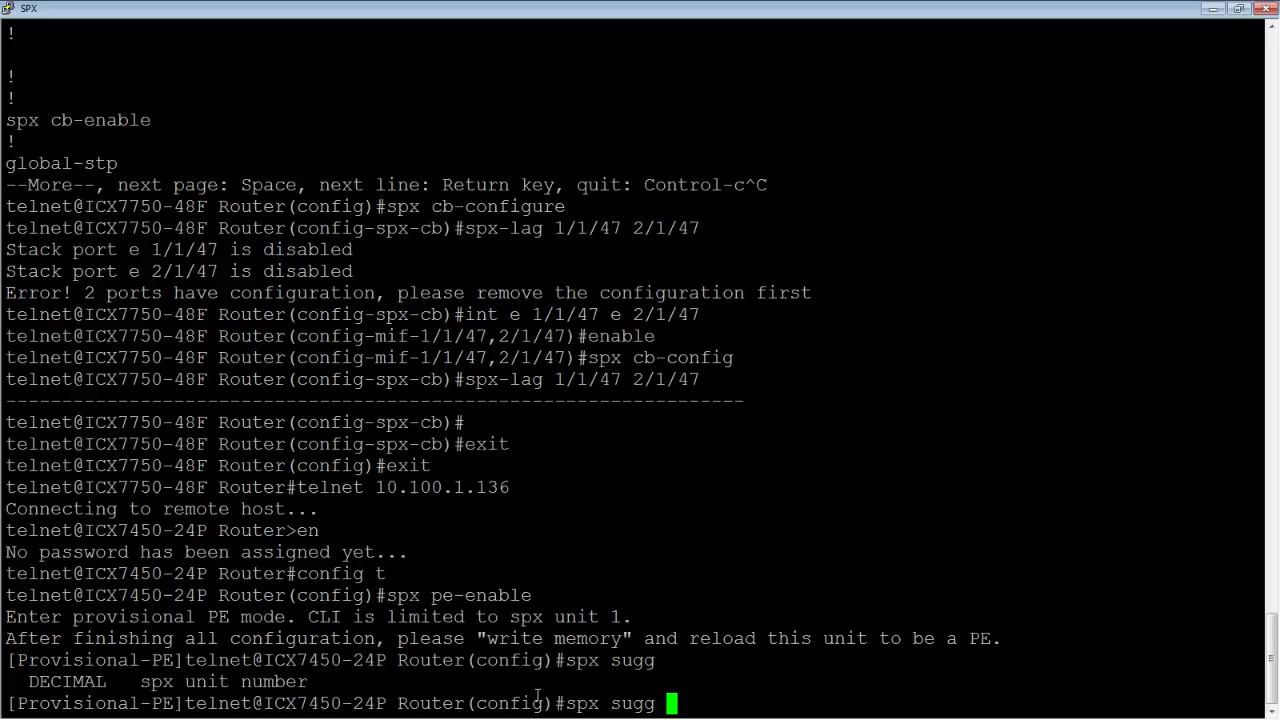 SPX
!
!
!
spx cb-enable
!
global-stp
--More--, next page: Space, next line: Return key, quit: Control-c^C
telnet@ICX7750-48F Router(config)#spx cb-configure
telnet@ICX7750-48F Router(config-spx-cb)#spx-lag 1/1/47 2/1/47
Stack port e 1/1/47 is disabled
Stack port e 2/1/47 is disabled
Error! 2 ports have configuration, please remove the configuration first
telnet@ICX7750-48F Router(config-spx-cb)#int e 1/1/47 e 2/1/47
telnet@ICX7750-48F Router(config-mif-1/1/47,2/1/47)#enable
telnet@ICX7750-48F Router(config-mif-1/1/47,2/1/47)#spx cb-config
telnet@ICX7750-48F Router(config-spx-cb)#spx-lag 1/1/47 2/1/47
-------------------------------------------------------------------
telnet@ICX7750-48F Router(config-spx-cb)#
telnet@ICX7750-48F Router(config-spx-cb)#exit
telnet@ICX7750-48F Router(config)#exit
telnet@ICX7750-48F Router#telnet 10.100.1.136
Connecting to remote host...
telnet@ICX7450-24P Router>en
No password has been assigned yet...
telnet@ICX7450-24P Router#config t
telnet@ICX7450-24P Router(config)#spx pe-enable
Enter provisional PE mode. CLI is limited to spx unit 1.
After finishing all configuration, please "write memory" and reload this unit to be a PE.
[Provisional-PE]telnet@ICX7450-24P Router(config)#spx sugg
DECIMAL   spx unit number
[Provisional-PE]telnet@ICX7450-24P Router(config)#spx sugg